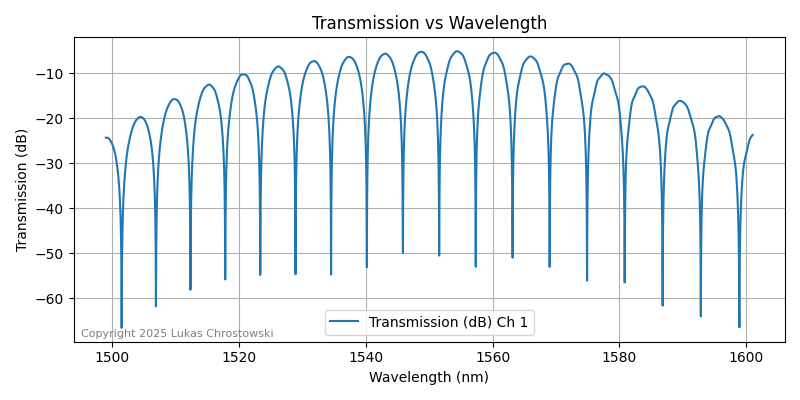 Transmission vs Wavelength
Transmission (dB)
−10
−20
−30
−40
−50
−60
Transmission (dB) Ch 1
Copyright 2025 Lukas Chrostowski
1500 1520 1540 1560 1580 1600
Wavelength (nm)